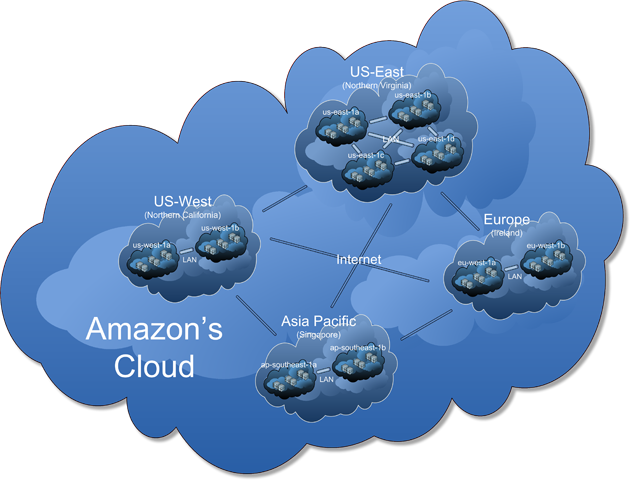 US-East
(Northern Virginia)
us-east-1b
us-east-1a
LAN
us-east-1d
us-east-1c
US-West
(Northern California)
us-west-1b
us-west-1a
LAN
Europe
(Ireland)
eu-west-1b
eu-west-1a
LAN
Internet
Asia Pacific
(Singapore)
ap-southeast-1b
ap-southeast-1a
LAN
Amazon's
Cloud